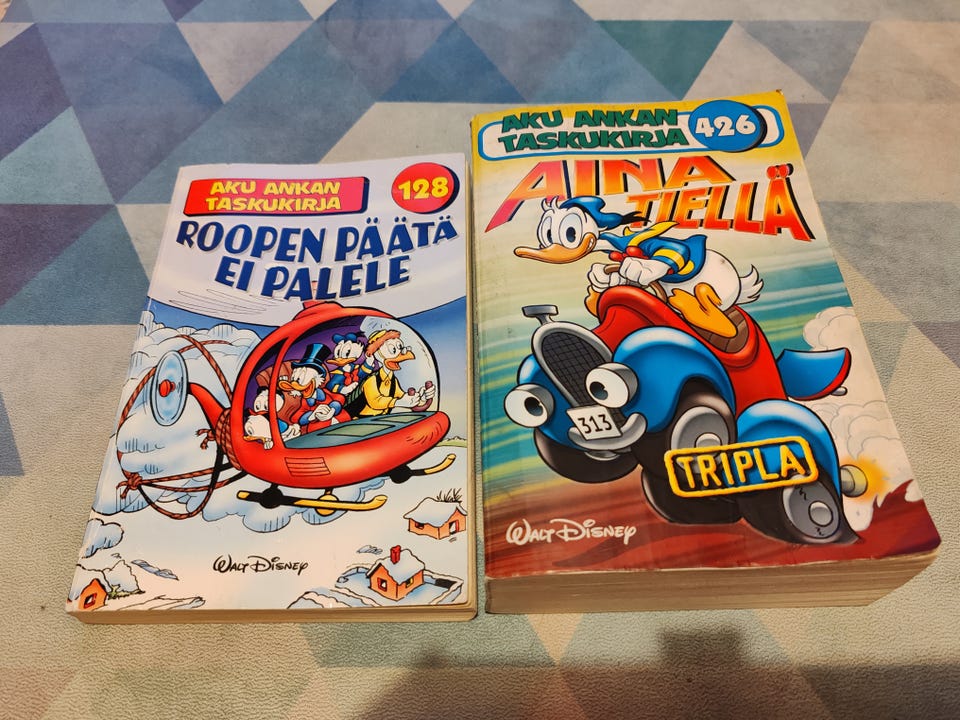 AKU ANKAN
TASKUKIRJA
128
ROOPEN PÄÄTÄ
EI PALELE
WALT DISNEY
AKU ANKAN
TASKUKIRJA
426
AINA
TIELLÄ
313
TR1PLA
WALT DISNEY